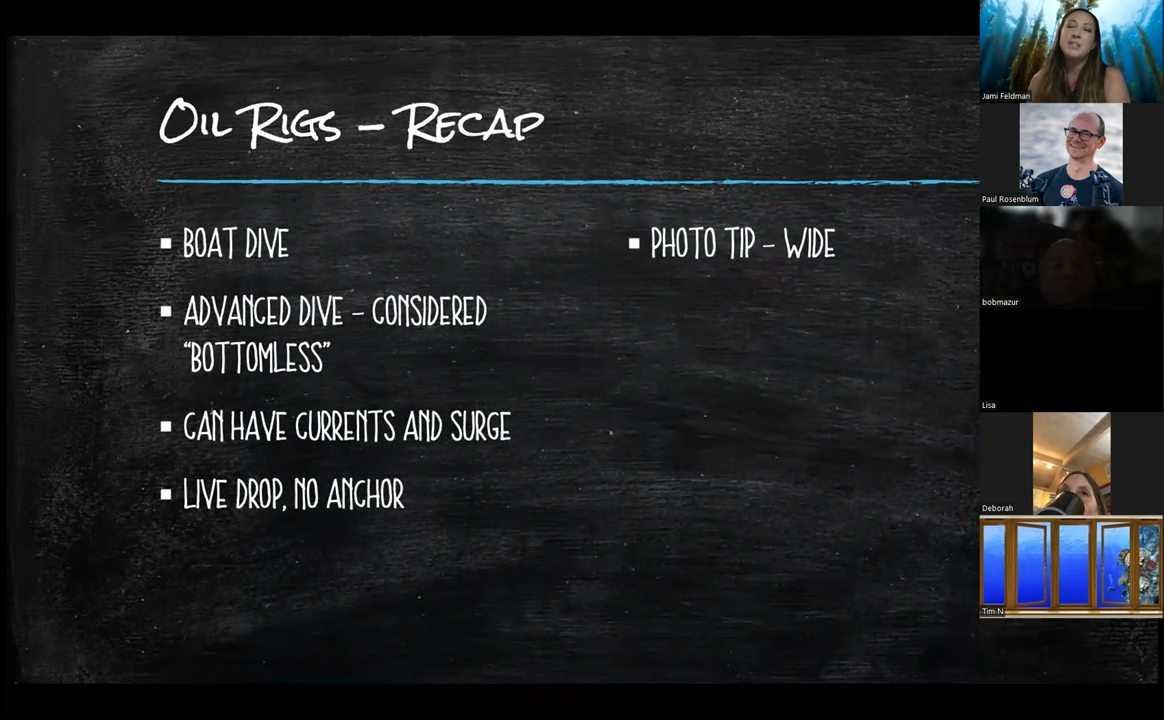 Oil Rigs – Recap
▪ BOAT DIVE
▪ ADVANCED DIVE – CONSIDERED
"BOTTOMLESS"
▪ CAN HAVE CURRENTS AND SURGE
▪ LIVE DROP, NO ANCHOR
▪ PHOTO TIP – WIDE
Jami Feldman
Paul Rosenblum
bobmazur
Lisa
Deborah
Tim N